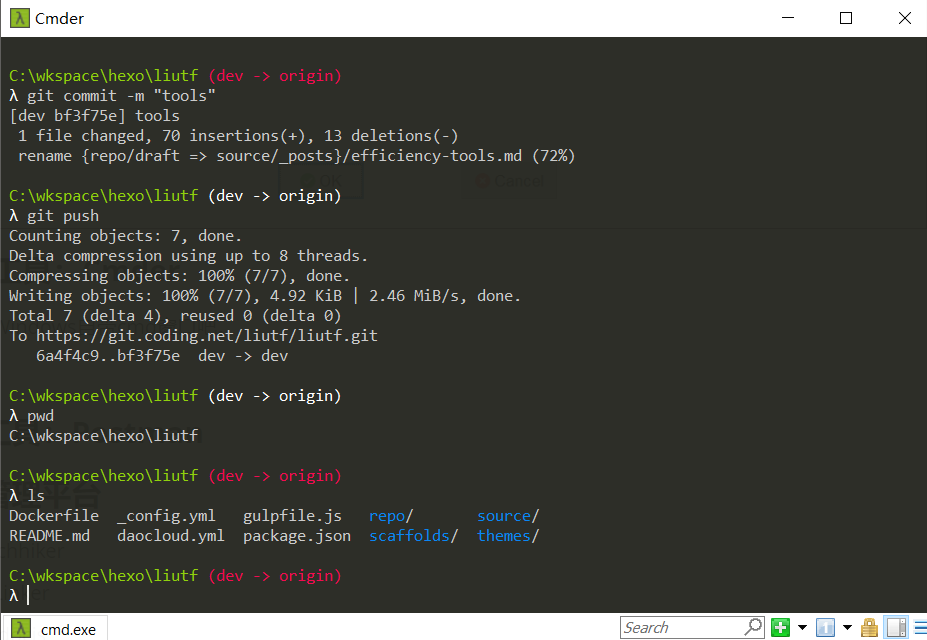 Cmder
C:\wkspace\hexo\liutf (dev -> origin)
λ git commit -m "tools"
[dev bf3f75e] tools
1 file changed, 70 insertions(+), 13 deletions(-)
rename {repo/draft => source/_posts}/efficiency-tools.md (72%)
C:\wkspace\hexo\liutf (dev -> origin)
λ git push
Counting objects: 7, done.
Delta compression using up to 8 threads.
Compressing objects: 100% (7/7), done.
Writing objects: 100% (7/7), 4.92 KiB | 2.46 MiB/s, done.
Total 7 (delta 4), reused 0 (delta 0)
To https://git.coding.net/liutf/liutf.git
6a4f4c9..bf3f75e  dev -> dev
C:\wkspace\hexo\liutf (dev -> origin)
λ pwd
C:\wkspace\hexo\liutf
C:\wkspace\hexo\liutf (dev -> origin)
λ ls
Dockerfile  _config.yml  gulpfile.js  repo/  source/
README.md  daocloud.yml  package.json  scaffolds/  themes/
C:\wkspace\hexo\liutf (dev -> origin)
λ
cmd.exe Search